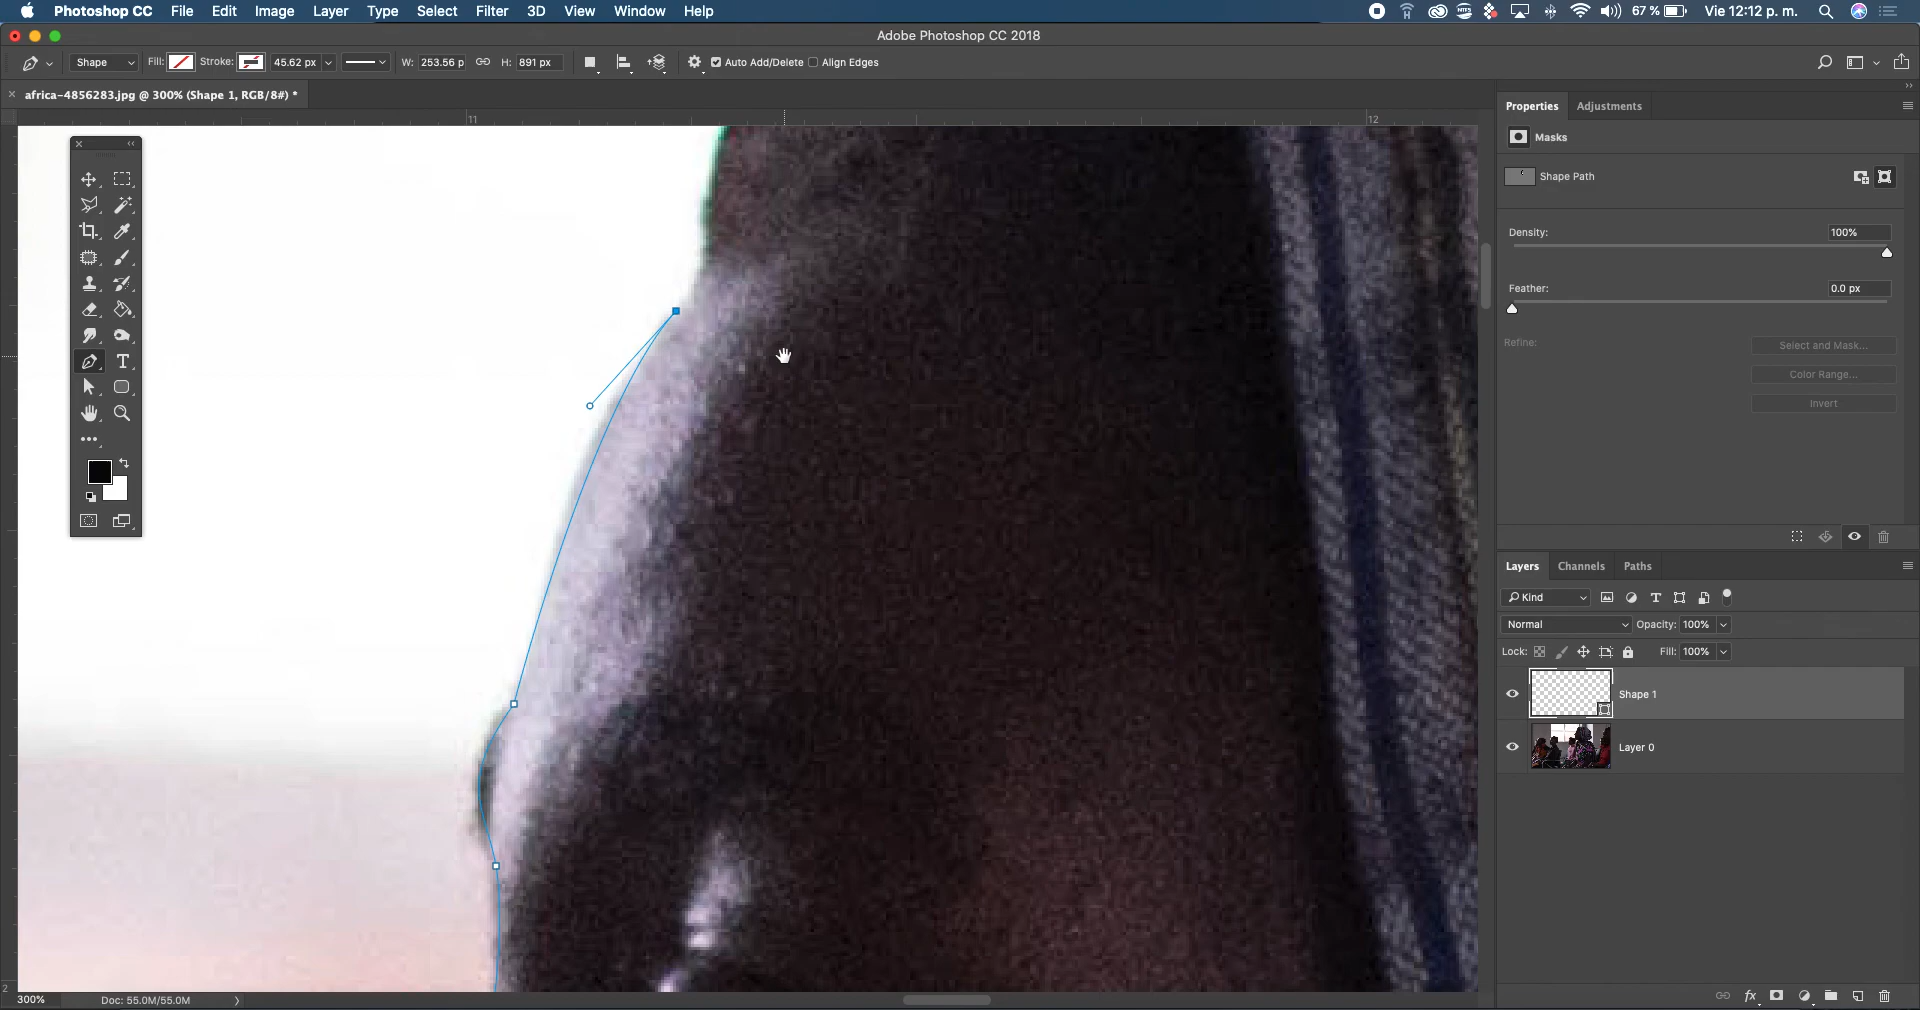 Photoshop CC File Edit Image Layer Type Select Filter 3D View Window Help 67 % Vie 12:12 p. m.
Adobe Photoshop CC 2018
Shape Fill: Stroke: 45.62 px W: 253.56 p H: 891 px Auto Add/Delete Align Edges
africa-4856283.jpg @ 300% (Shape 1, RGB/8#) *
11 12
Properties Adjustments
Masks
Shape Path
Density: 100%
Feather: 0.0 px
Refine: Select and Mask...
Color Range...
Invert
Layers Channels Paths
Kind
Normal Opacity: 100%
Lock: Fill: 100%
Shape 1
Layer 0
2
300% Doc: 55.0M/55.0M